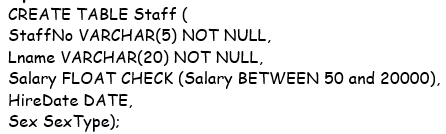 CREATE TABLE Staff (
StaffNo VARCHAR(5) NOT NULL,
Lname VARCHAR(20) NOT NULL,
Salary FLOAT CHECK (Salary BETWEEN 50 and 20000),
HireDate DATE,
Sex SexType);